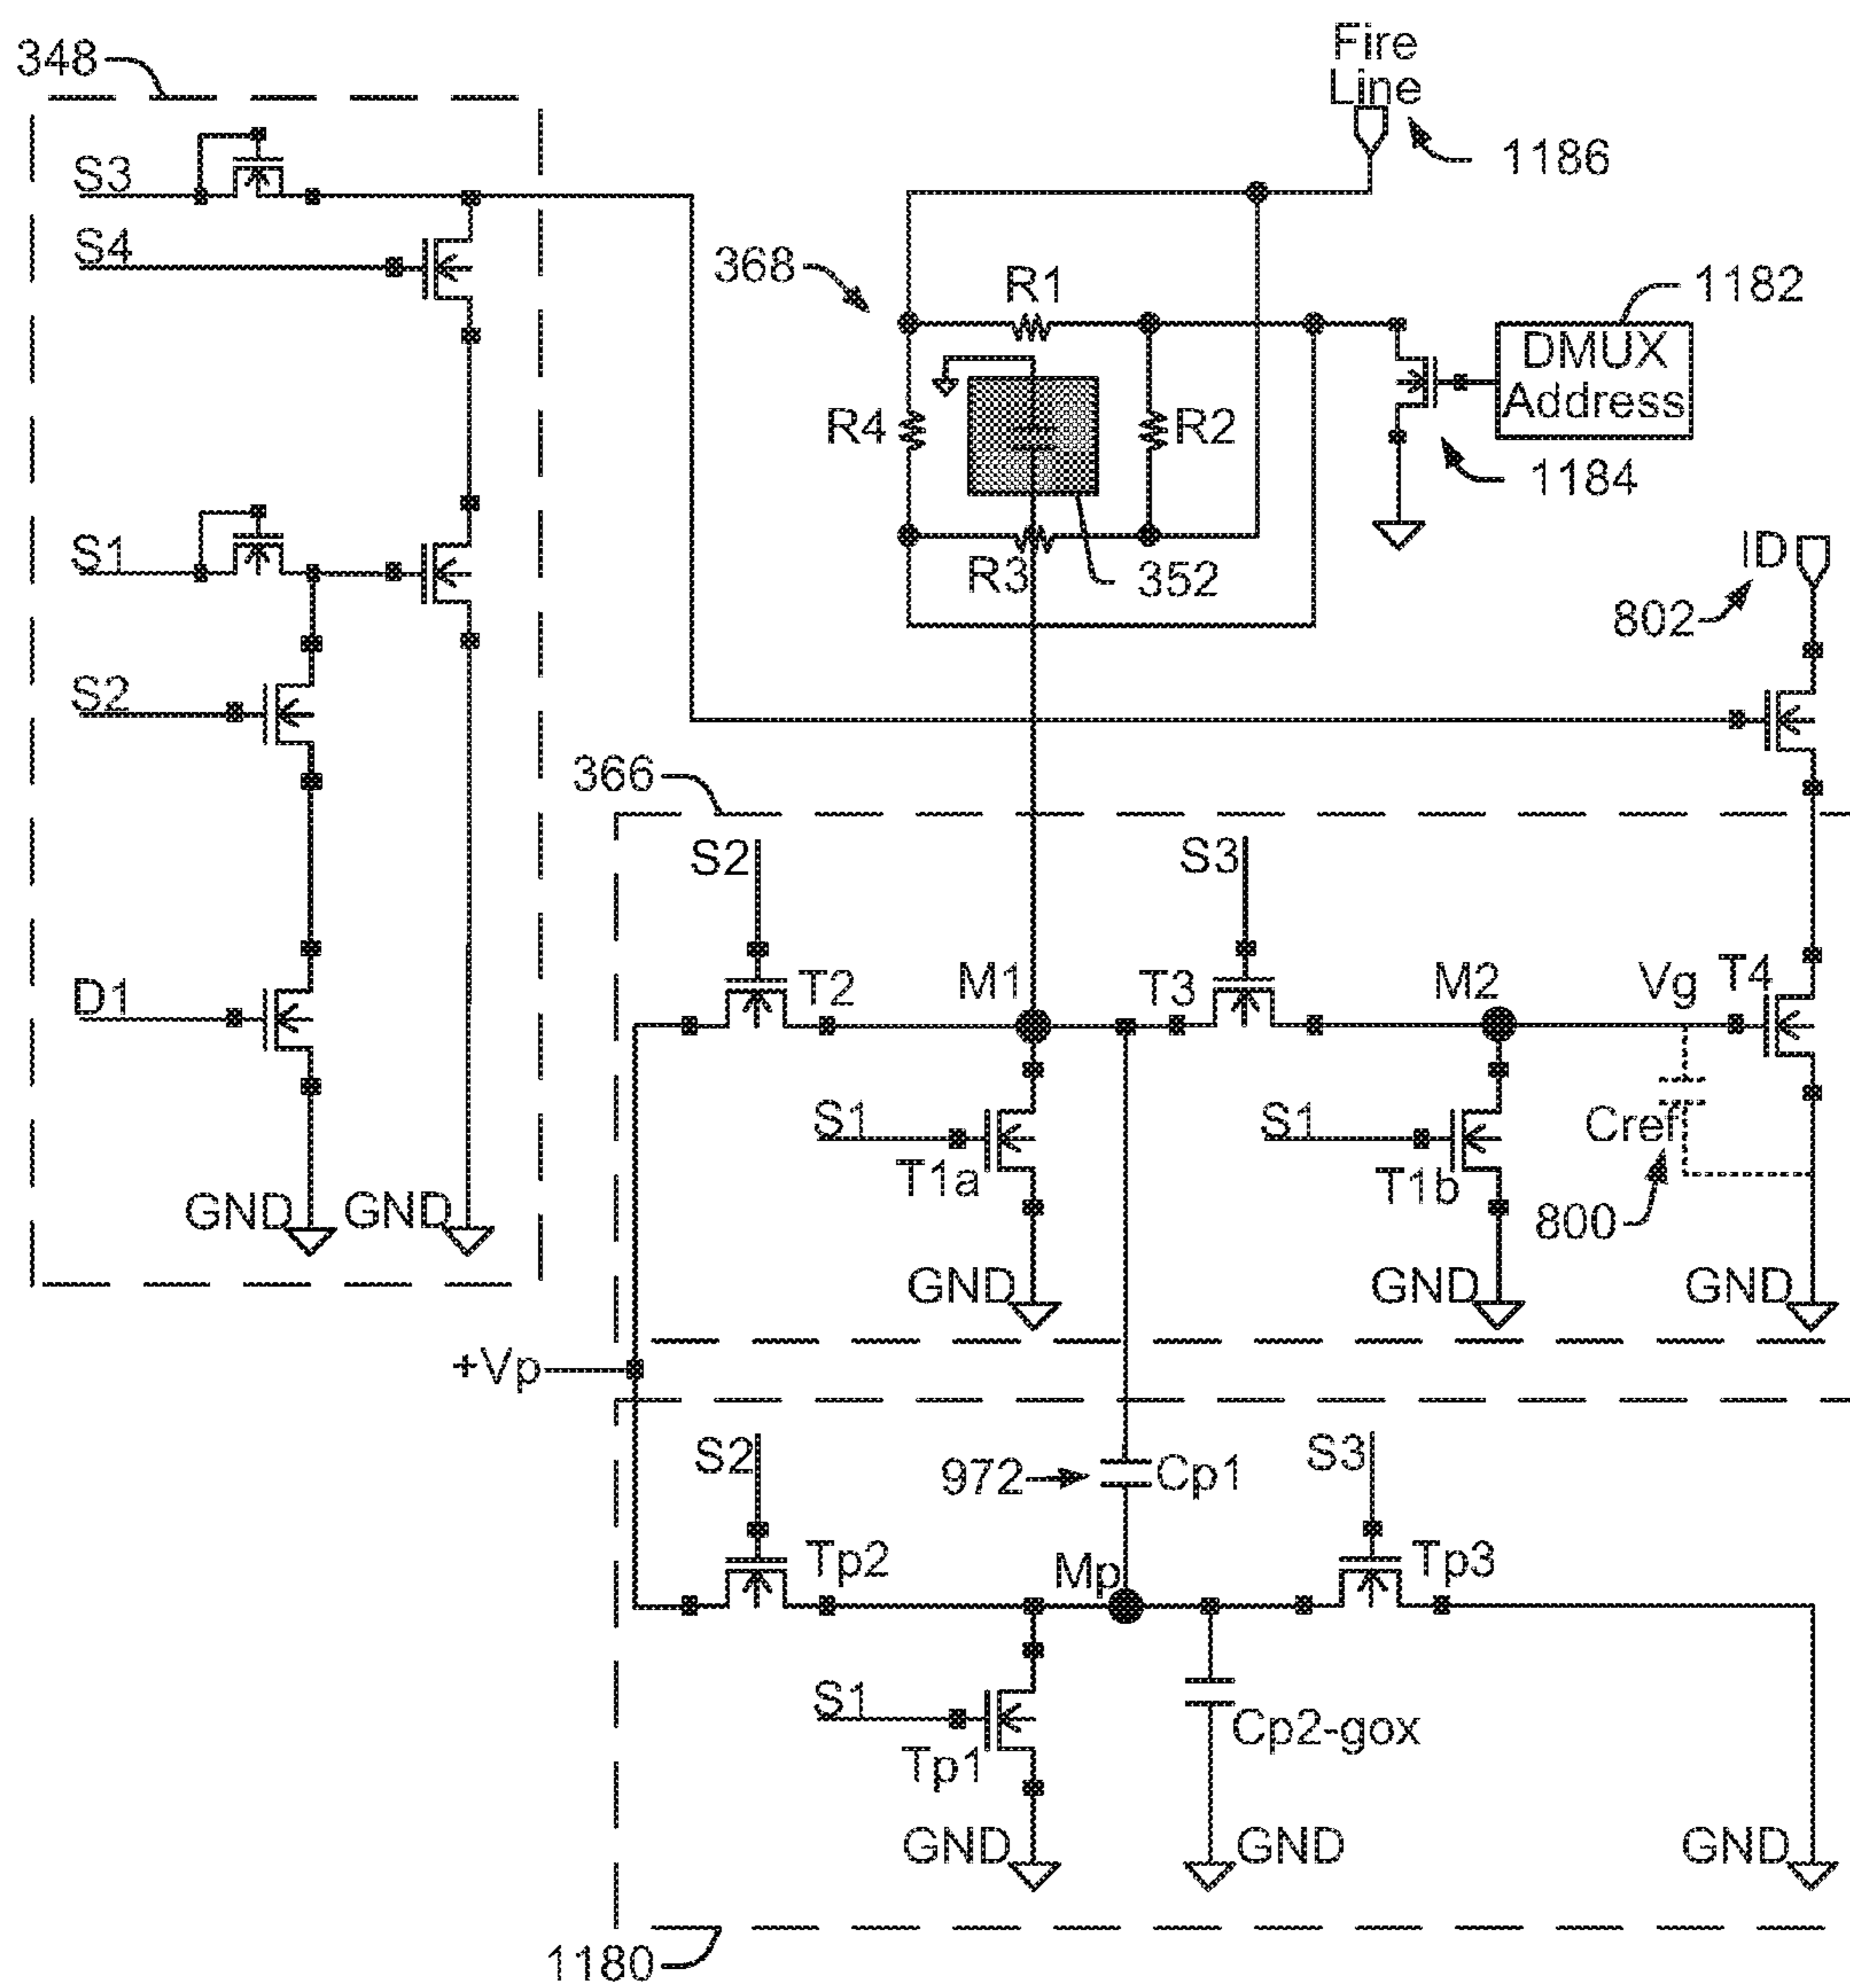 348
Fire
Line
1186
S3
S4
368
R1
1182
DMUX
Address
R4
R2
1184
S1
R3
352
ID
802
S2
366
S2
S3
D1
T2
M1
T3
M2
Vg
T4
S1
T1a
S1
T1b
Cref
800
GND
GND
GND
GND
GND
+Vp
S2
972
Cp1
S3
Tp2
Mp
Tp3
S1
Tp1
Cp2-gox
GND
GND
GND
1180